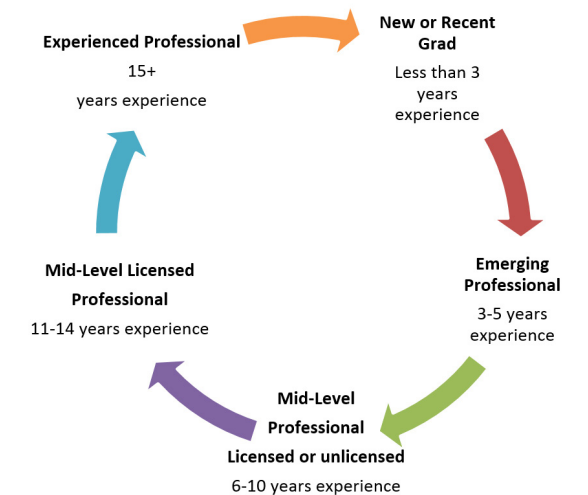 New or Recent
Grad
Less than 3
years
experience
Emerging
Professional
3-5 years
experience
Mid-Level
Professional
Licensed or unlicensed
6-10 years experience
Mid-Level Licensed
Professional
11-14 years experience
Experienced Professional
15+
years experience